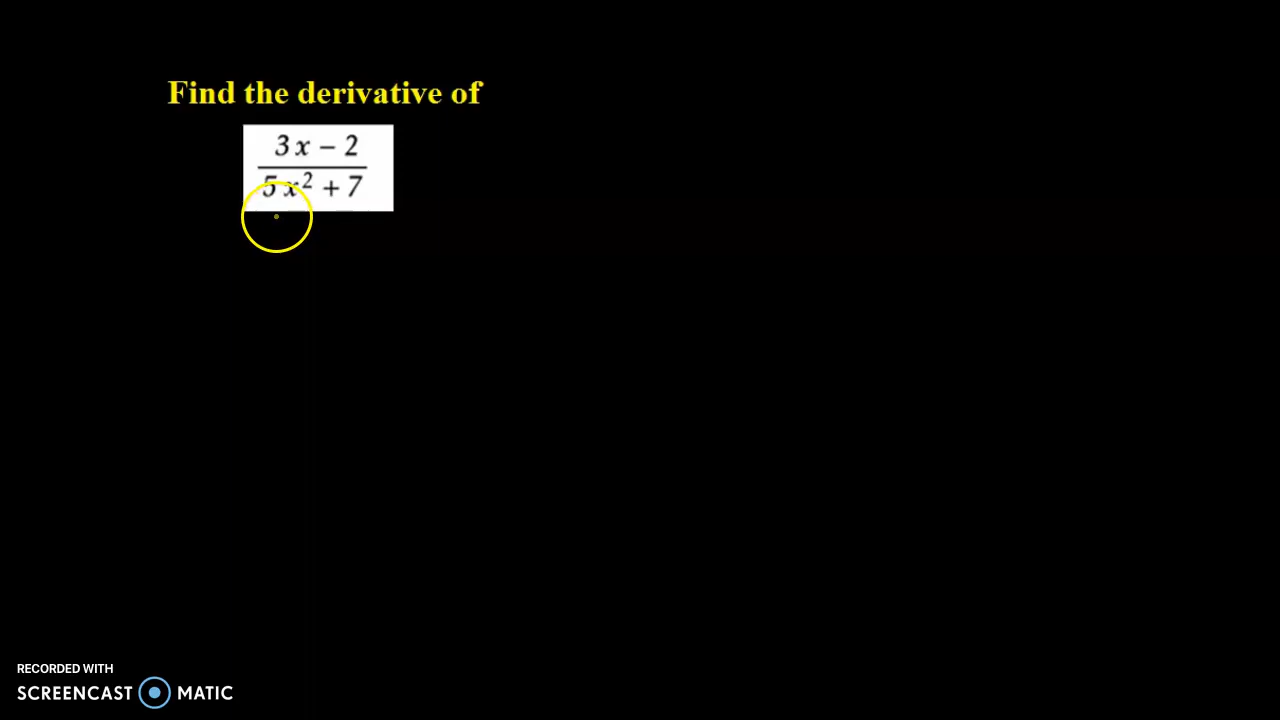 Find the derivative of
3x − 2
5x² + 7
RECORDED WITH
SCREENCAST MATIC